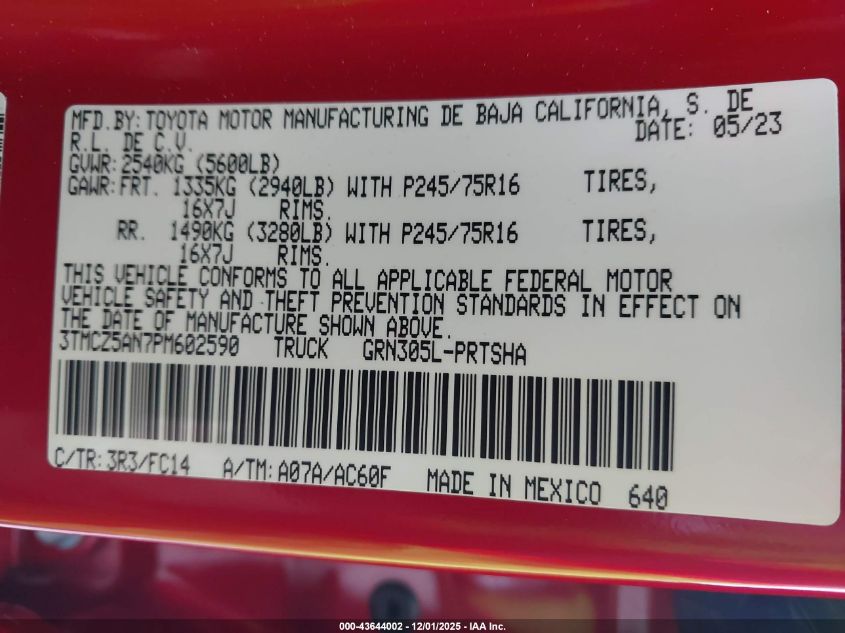 MFD.BY: TOYOTA MOTOR MANUFACTURING DE BAJA CALIFORNIA, S. DE
R.L. DE C.V.
DATE: 05/23
GVWR: 2540KG (5600LB)
GAWR: FRT. 1335KG (2940LB) WITH P245/75R16 TIRES,
16X7J RIMS.
RR. 1490KG (3280LB) WITH P245/75R16 TIRES,
16X7J RIMS.
THIS VEHICLE CONFORMS TO ALL APPLICABLE FEDERAL MOTOR
VEHICLE SAFETY AND THEFT PREVENTION STANDARDS IN EFFECT ON
THE DATE OF MANUFACTURE SHOWN ABOVE.
3TMCZ5AN7PM602590 TRUCK GRN305L-PRTSHA
C/TR: 3R3/FC14 A/TM: A07A/AC60F MADE IN MEXICO 640
000-43644002 - 12/01/2025 - IAA Inc.